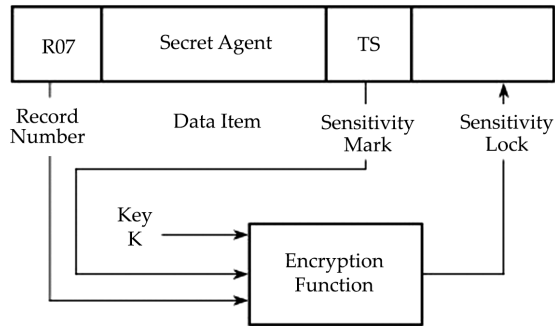 R07
Secret Agent
TS
Record
Number
Data Item
Sensitivity
Mark
Sensitivity
Lock
Key
K
Encryption
Function